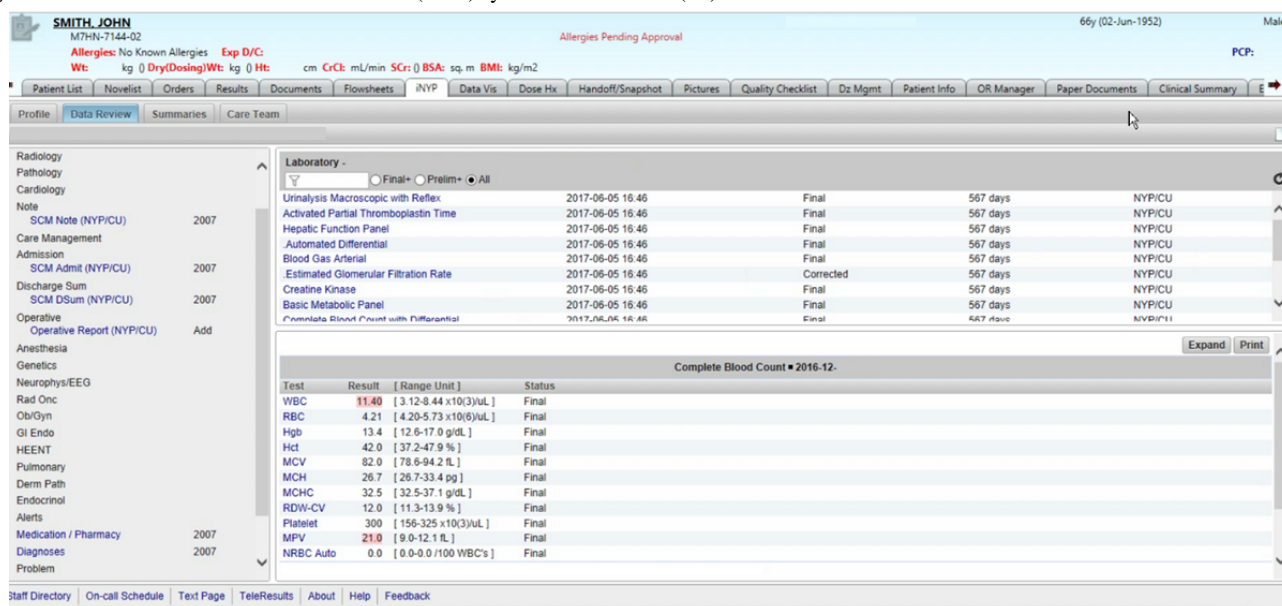 SMITH, JOHN 66y (02-Jun-1952) Male
M7HN-7144-02 Allergies Pending Approval
Allergies: No Known Allergies Exp D/C: PCP:
Wt: kg () Dry(Dosing)Wt: kg () Ht: cm CrCl: mL/min SCr: () BSA: sq. m BMI: kg/m2
Patient List Novelist Orders Results Documents Flowsheets iNYP Data Vis Dose Hx Handoff/Snapshot Pictures Quality Checklist Dz Mgmt Patient Info OR Manager Paper Documents Clinical Summary
Profile Data Review Summaries Care Team
Radiology
Pathology
Cardiology
Note
SCM Note (NYP/CU) 2007
Care Management
Admission
SCM Admit (NYP/CU) 2007
Discharge Sum
SCM DSum (NYP/CU) 2007
Operative
Operative Report (NYP/CU) Add
Anesthesia
Genetics
Neurophys/EEG
Rad Onc
Ob/Gyn
GI Endo
HEENT
Pulmonary
Derm Path
Endocrinol
Alerts
Medication / Pharmacy 2007
Diagnoses 2007
Problem
Laboratory -
Final+ Prelim+ All
Urinalysis Macroscopic with Reflex 2017-06-05 16:46 Final 567 days NYP/CU
Activated Partial Thromboplastin Time 2017-06-05 16:46 Final 567 days NYP/CU
Hepatic Function Panel 2017-06-05 16:46 Final 567 days NYP/CU
.Automated Differential 2017-06-05 16:46 Final 567 days NYP/CU
Blood Gas Arterial 2017-06-05 16:46 Final 567 days NYP/CU
.Estimated Glomerular Filtration Rate 2017-06-05 16:46 Corrected 567 days NYP/CU
Creatine Kinase 2017-06-05 16:46 Final 567 days NYP/CU
Basic Metabolic Panel 2017-06-05 16:46 Final 567 days NYP/CU
Complete Blood Count with Differential 2017-06-05 16:46 Final 567 days NYP/CU
Expand Print
Complete Blood Count ■ 2016-12-
Test Result [ Range Unit ] Status
WBC 11.40 [ 3.12-8.44 x10(3)/uL ] Final
RBC 4.21 [ 4.20-5.73 x10(6)/uL ] Final
Hgb 13.4 [ 12.6-17.0 g/dL ] Final
Hct 42.0 [ 37.2-47.9 % ] Final
MCV 82.0 [ 78.6-94.2 fL ] Final
MCH 26.7 [ 26.7-33.4 pg ] Final
MCHC 32.5 [ 32.5-37.1 g/dL ] Final
RDW-CV 12.0 [ 11.3-13.9 % ] Final
Platelet 300 [ 156-325 x10(3)/uL ] Final
MPV 21.0 [ 9.0-12.1 fL ] Final
NRBC Auto 0.0 [ 0.0-0.0 /100 WBC's ] Final
Staff Directory On-call Schedule Text Page TeleResults About Help Feedback